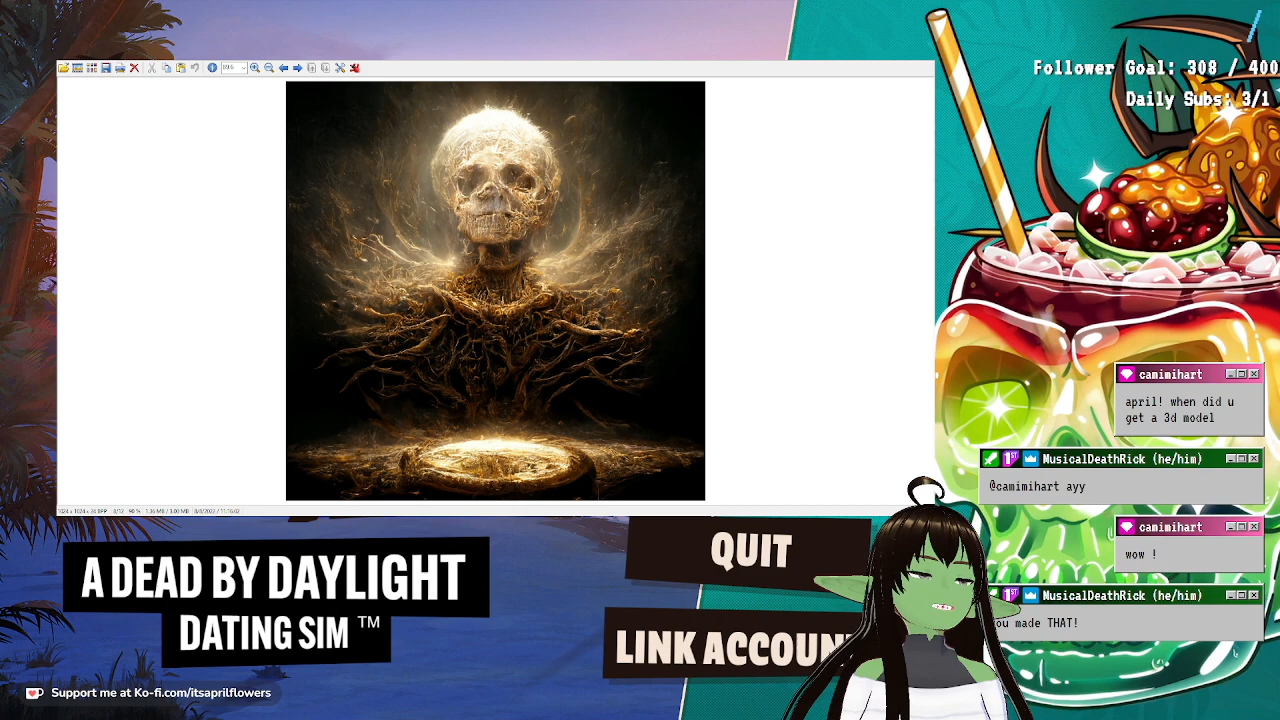 Follower Goal: 308 / 400
Daily Subs: 3/1
camimihart
april! when did u
get a 3d model
MusicalDeathRick (he/him)
@camimihart ayy
camimihart
wow !
MusicalDeathRick (he/him)
ou made THAT!
QUIT
LINK ACCOUN
A DEAD BY DAYLIGHT
DATING SIM™
Support me at Ko-fi.com/itsaprilflowers